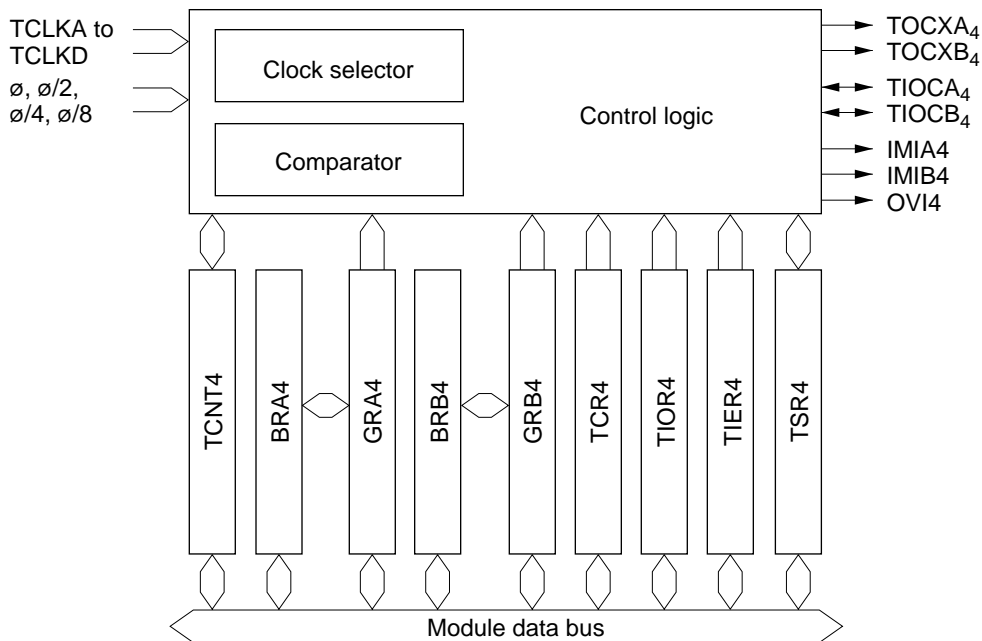 TCLKA to
TCLKD
ø, ø/2,
ø/4, ø/8
Clock selector
Comparator
Control logic
TOCXA4
TOCXB4
TIOCA4
TIOCB4
IMIA4
IMIB4
OVI4
TCNT4
BRA4
GRA4
BRB4
GRB4
TCR4
TIOR4
TIER4
TSR4
Module data bus